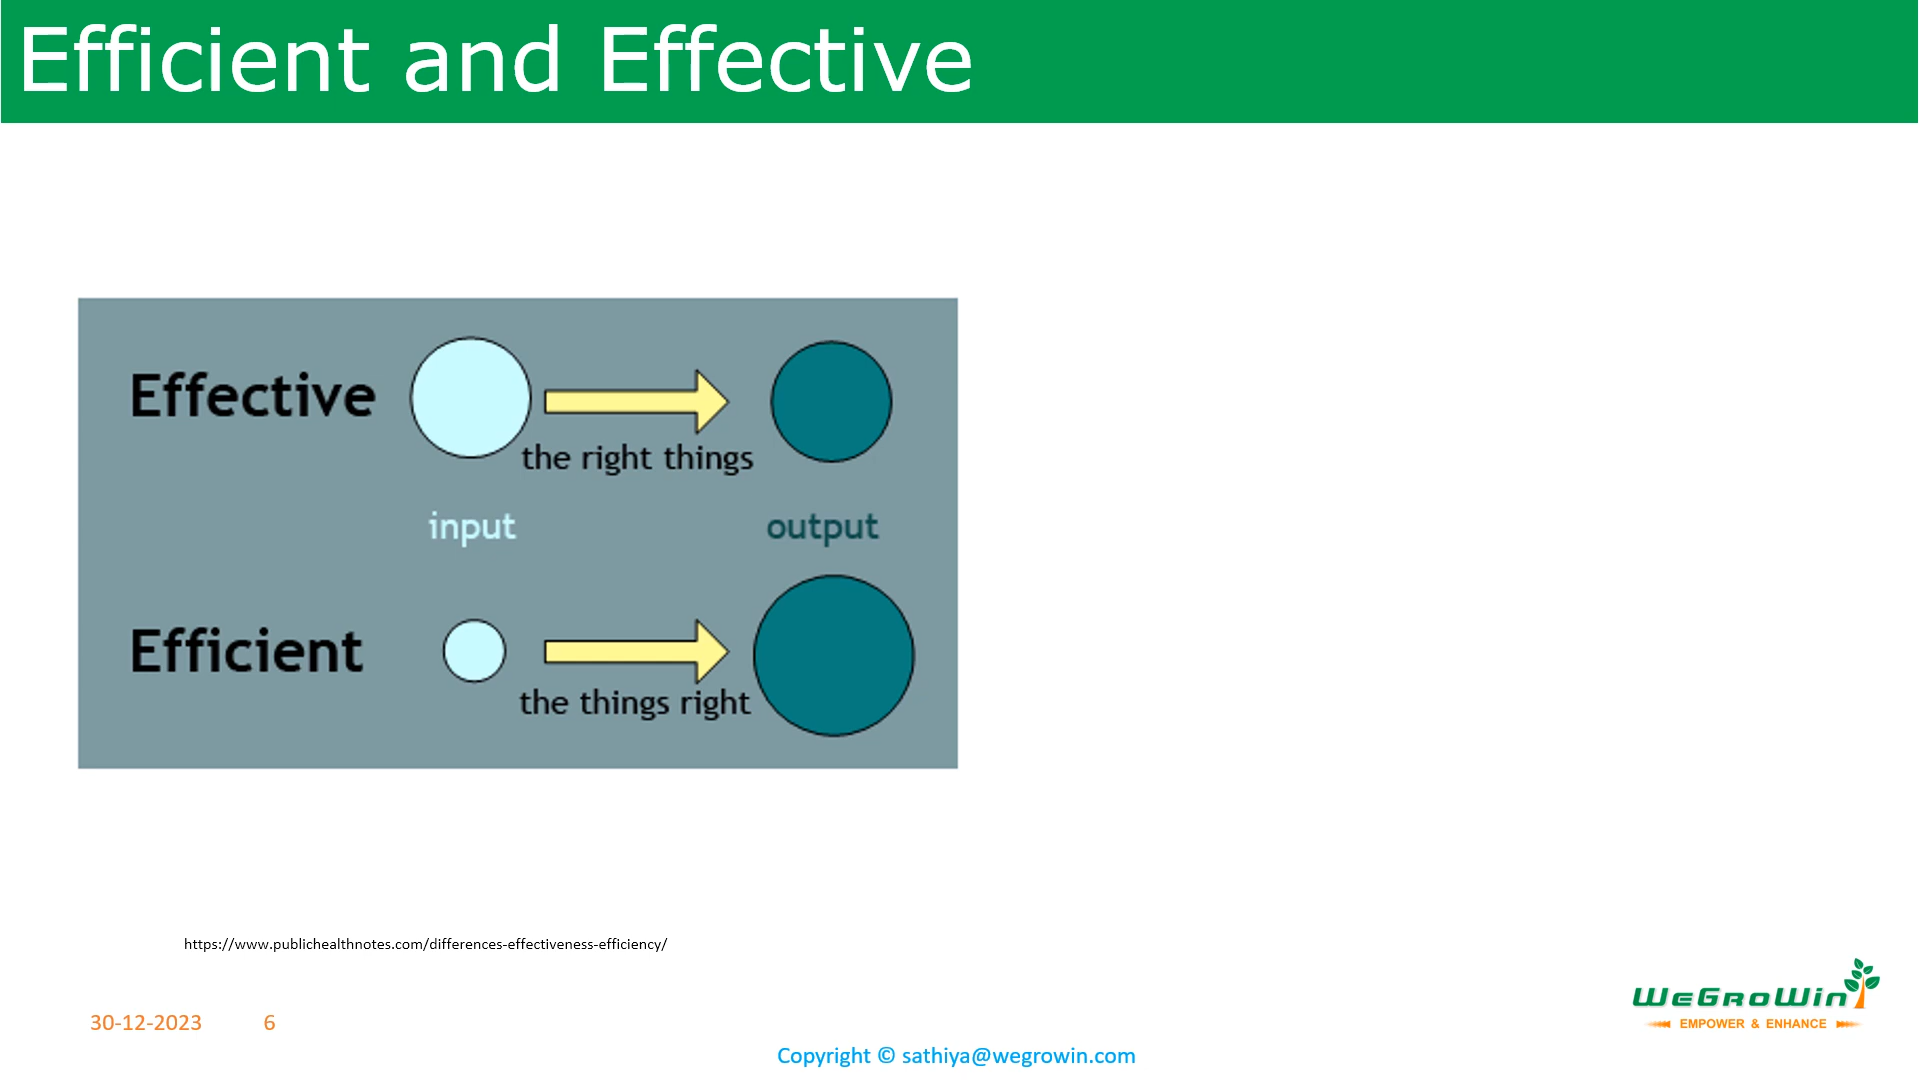 Efficient and Effective
Effective
the right things
input
output
Efficient
the things right
https://www.publichealthnotes.com/differences-effectiveness-efficiency/
WeGroWin
EMPOWER & ENHANCE
30-12-2023
6
Copyright © sathiya@wegrowin.com